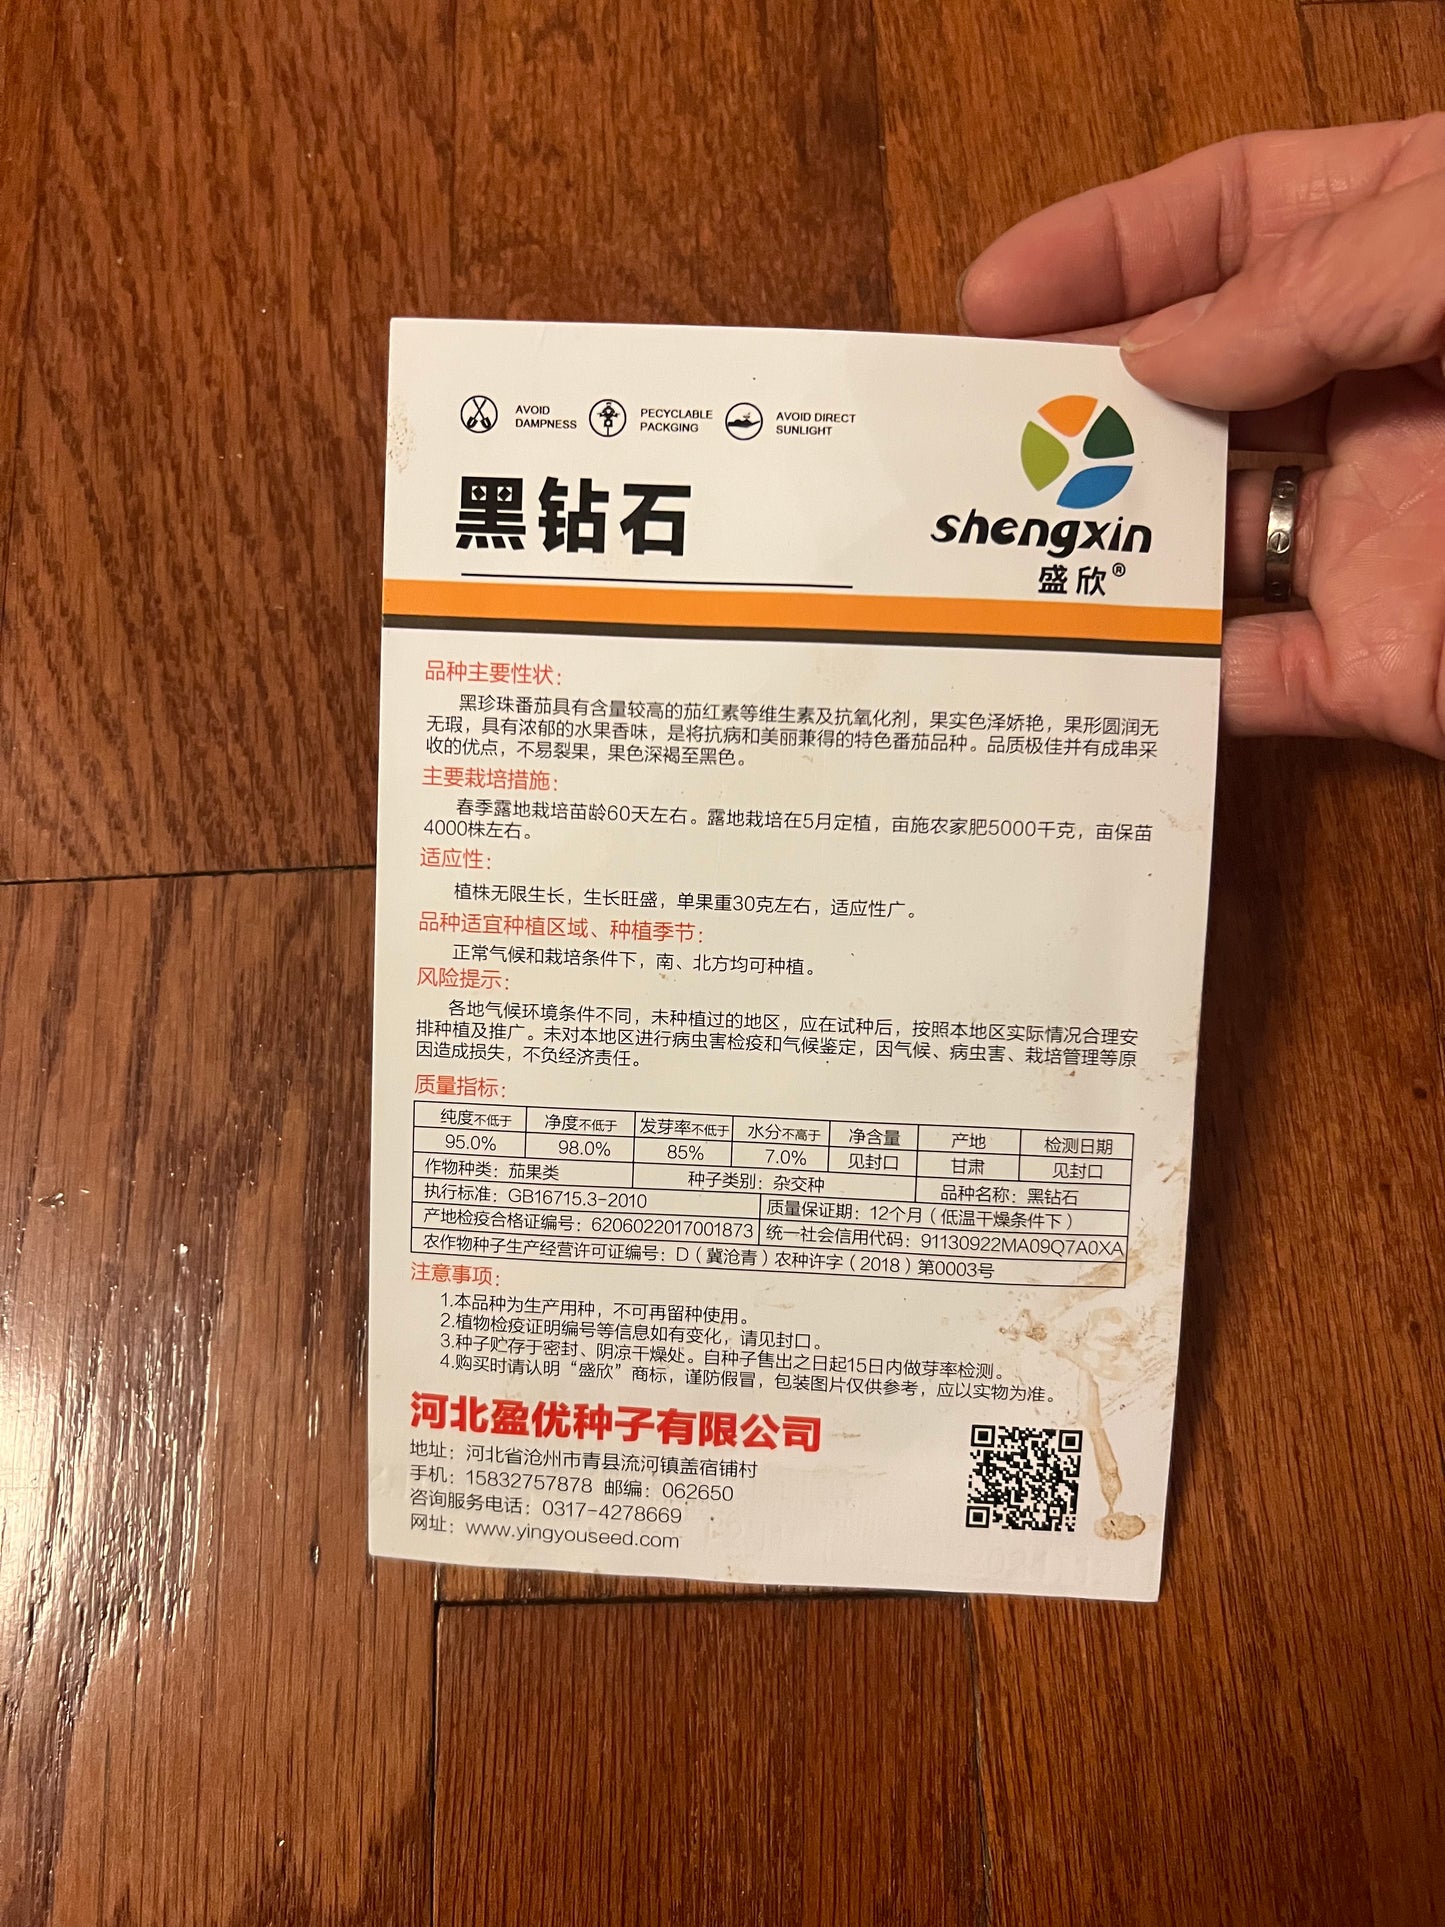 AVOID DAMPNESS
PECYCLABLE PACKGING
AVOID DIRECT SUNLIGHT
黑钻石
shengxin
盛欣®
品种主要性状：
黑珍珠番茄具有含量较高的茄红素等维生素及抗氧化剂，果实色泽娇艳，果形圆润无
无瑕，具有浓郁的水果香味，是将抗病和美丽兼得的特色番茄品种。品质极佳并有成串采
收的优点，不易裂果，果色深褐至黑色。
主要栽培措施：
春季露地栽培苗龄60天左右。露地栽培在5月定植，亩施农家肥5000千克，亩保苗
4000株左右。
适应性：
植株无限生长，生长旺盛，单果重30克左右，适应性广。
品种适宜种植区域、种植季节：
正常气候和栽培条件下，南、北方均可种植。
风险提示：
各地气候环境条件不同，未种植过的地区，应在试种后，按照本地区实际情况合理安
排种植及推广。未对本地区进行病虫害检疫和气候鉴定，因气候、病虫害、栽培管理等原
因造成损失，不负经济责任。
质量指标：
纯度不低于 净度不低于 发芽率不低于 水分不高于 净含量 产地 检测日期
95.0% 98.0% 85% 7.0% 见封口 甘肃 见封口
作物种类：茄果类 种子类别：杂交种 品种名称：黑钻石
执行标准：GB16715.3-2010 质量保证期：12个月（低温干燥条件下）
产地检疫合格证编号：6206022017001873 统一社会信用代码：91130922MA09Q7A0XA
农作物种子生产经营许可证编号：D（冀沧青）农种许字（2018）第0003号
注意事项：
1.本品种为生产用种，不可再留种使用。
2.植物检疫证明编号等信息如有变化，请见封口。
3.种子贮存于密封、阴凉干燥处。自种子售出之日起15日内做芽率检测。
4.购买时请认明“盛欣”商标，谨防假冒，包装图片仅供参考，应以实物为准。
河北盈优种子有限公司
地址：河北省沧州市青县流河镇盖宿铺村
手机：15832757878 邮编：062650
咨询服务电话：0317-4278669
网址：www.yingyouseed.com